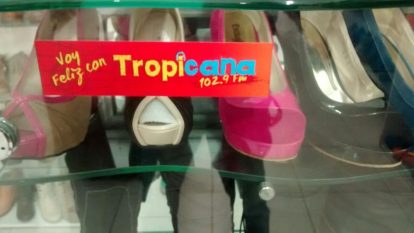 Voy
Feliz con
Tropicana
102.9 FM